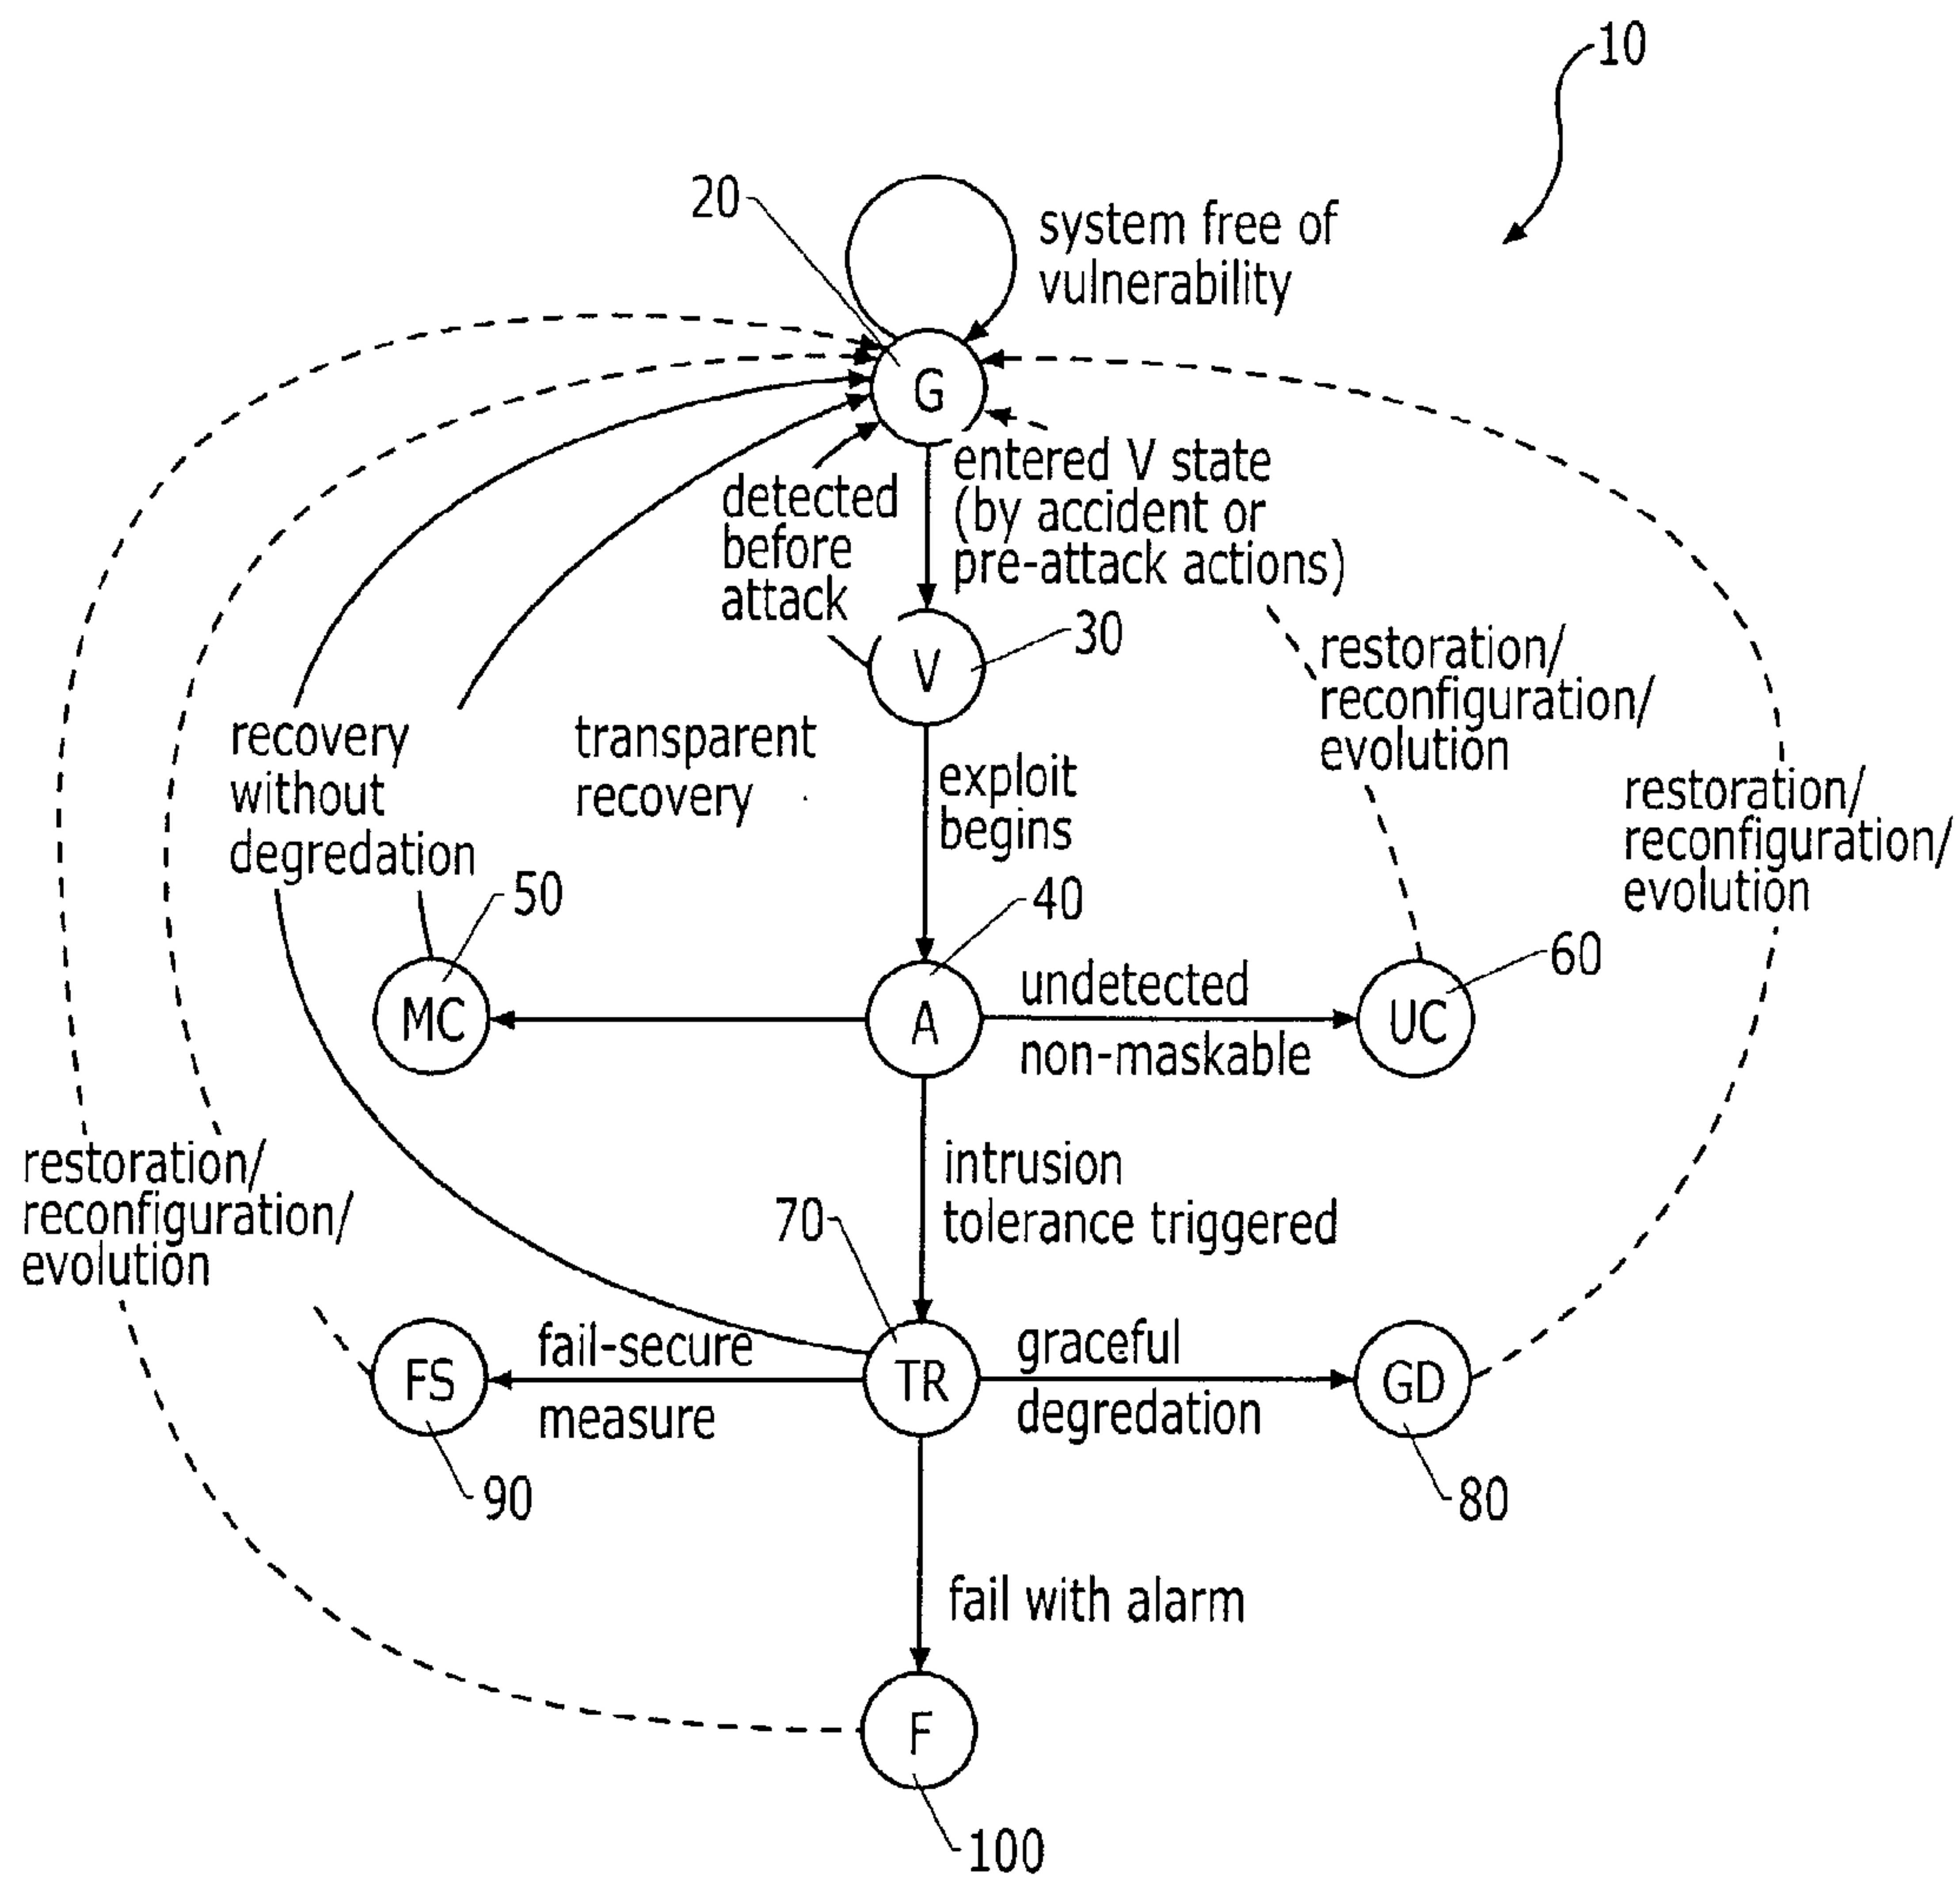 10
20
system free of
vulnerability
G
entered V state
(by accident or
pre-attack actions)
detected
before
attack
30
V
restoration/
reconfiguration/
evolution
recovery
without
degredation
transparent
recovery
exploit
begins
restoration/
reconfiguration/
evolution
50
40
60
MC
A
undetected
non-maskable
UC
restoration/
reconfiguration/
evolution
intrusion
tolerance triggered
70
FS
fail-secure
measure
TR
graceful
degredation
GD
90
80
fail with alarm
F
100